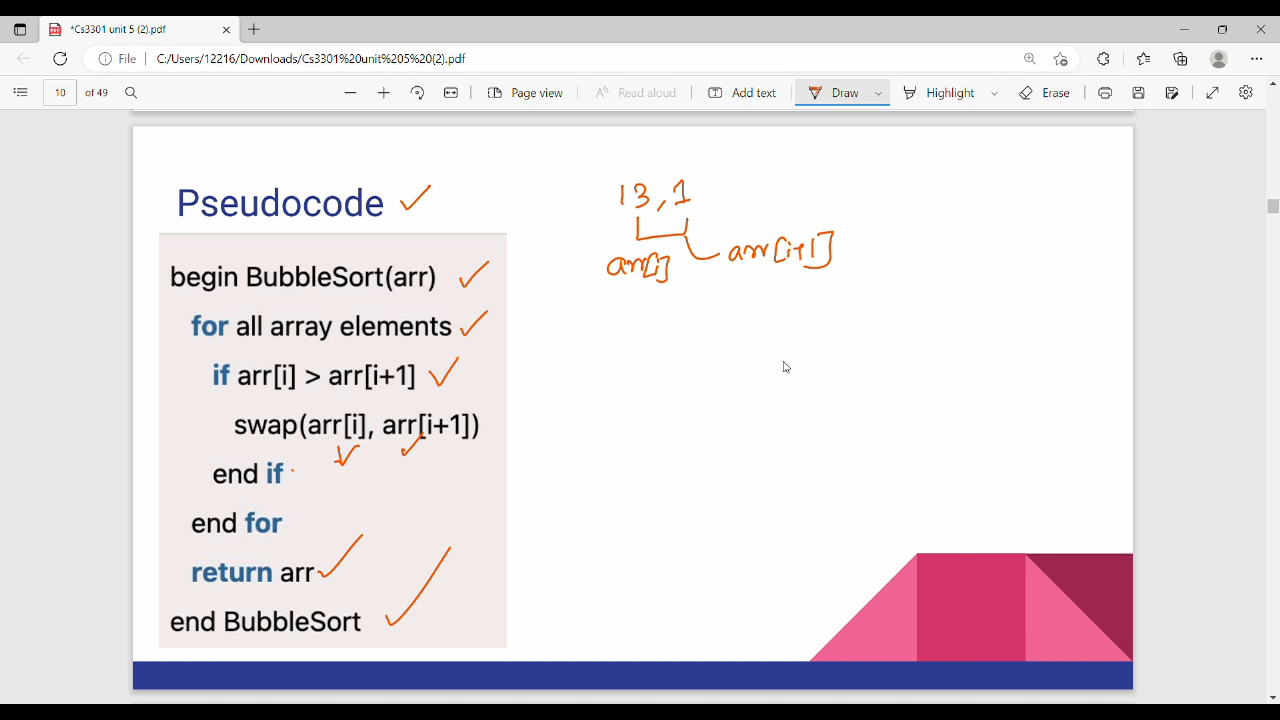 *Cs3301 unit 5 (2).pdf
File
C:/Users/12216/Downloads/Cs3301%20unit%205%20(2).pdf
10 of 49
Page view
Read aloud
Add text
Draw
Highlight
Erase
Pseudocode
begin BubbleSort(arr)
for all array elements
if arr[i] > arr[i+1]
swap(arr[i], arr[i+1])
end if
end for
return arr
end BubbleSort
13, 1
arr[i]
arr[i+1]